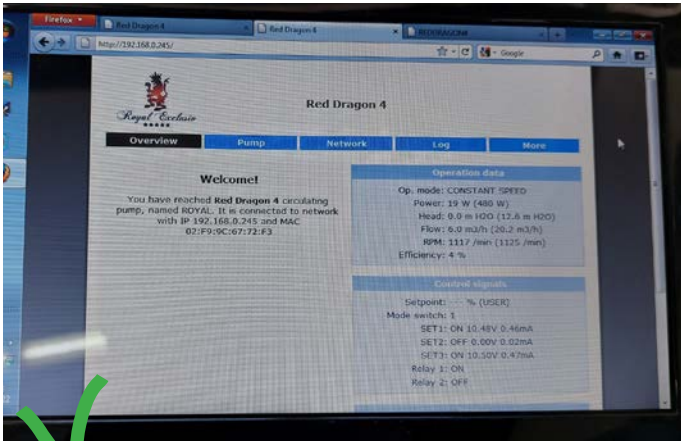 Firefox
Red Dragon 4
Red Dragon 4
http://192.168.0.245/
Google
Royal Exclusiv
Red Dragon 4
Overview
Pump
Network
Log
More
Welcome!
You have reached Red Dragon 4 circulating
pump, named ROYAL. It is connected to network
with IP 192.168.0.245 and MAC
02:F9:9C:67:72:F3
Operation data
Op. mode: CONSTANT SPEED
Power: 19 W (480 W)
Head: 0.0 m H2O (12.6 m H2O)
Flow: 6.0 m3/h (20.2 m3/h)
RPM: 1117 /min (1125 /min)
Efficiency: 4 %
Control signals
Setpoint: --- % (USER)
Mode switch: 1
SET1: ON 10.48V 0.46mA
SET2: OFF 0.00V 0.02mA
SET3: ON 10.50V 0.47mA
Relay 1: ON
Relay 2: OFF